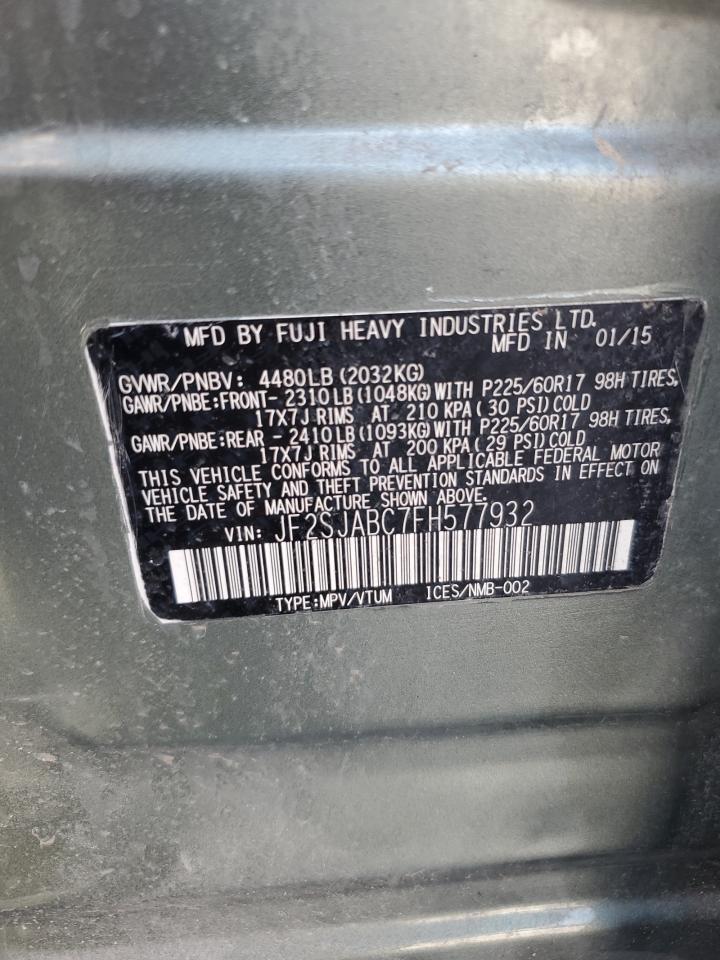 MFD BY FUJI HEAVY INDUSTRIES LTD.
MFD IN 01/15
GVWR/PNBV: 4480LB (2032KG)
GAWR/PNBE:FRONT- 2310LB (1048KG) WITH P225/60R17 98H TIRES,
17X7J RIMS AT 210 KPA ( 30 PSI) COLD
GAWR/PNBE:REAR - 2410LB (1093KG) WITH P225/60R17 98H TIRES,
17X7J RIMS AT 200 KPA ( 29 PSI) COLD
THIS VEHICLE CONFORMS TO ALL APPLICABLE FEDERAL MOTOR
VEHICLE SAFETY AND THEFT PREVENTION STANDARDS IN EFFECT ON
THE DATE OF MANUFACTURE SHOWN ABOVE.
VIN: JF2SJABC7FH577932
TYPE:MPV/VTUM ICES/NMB-002